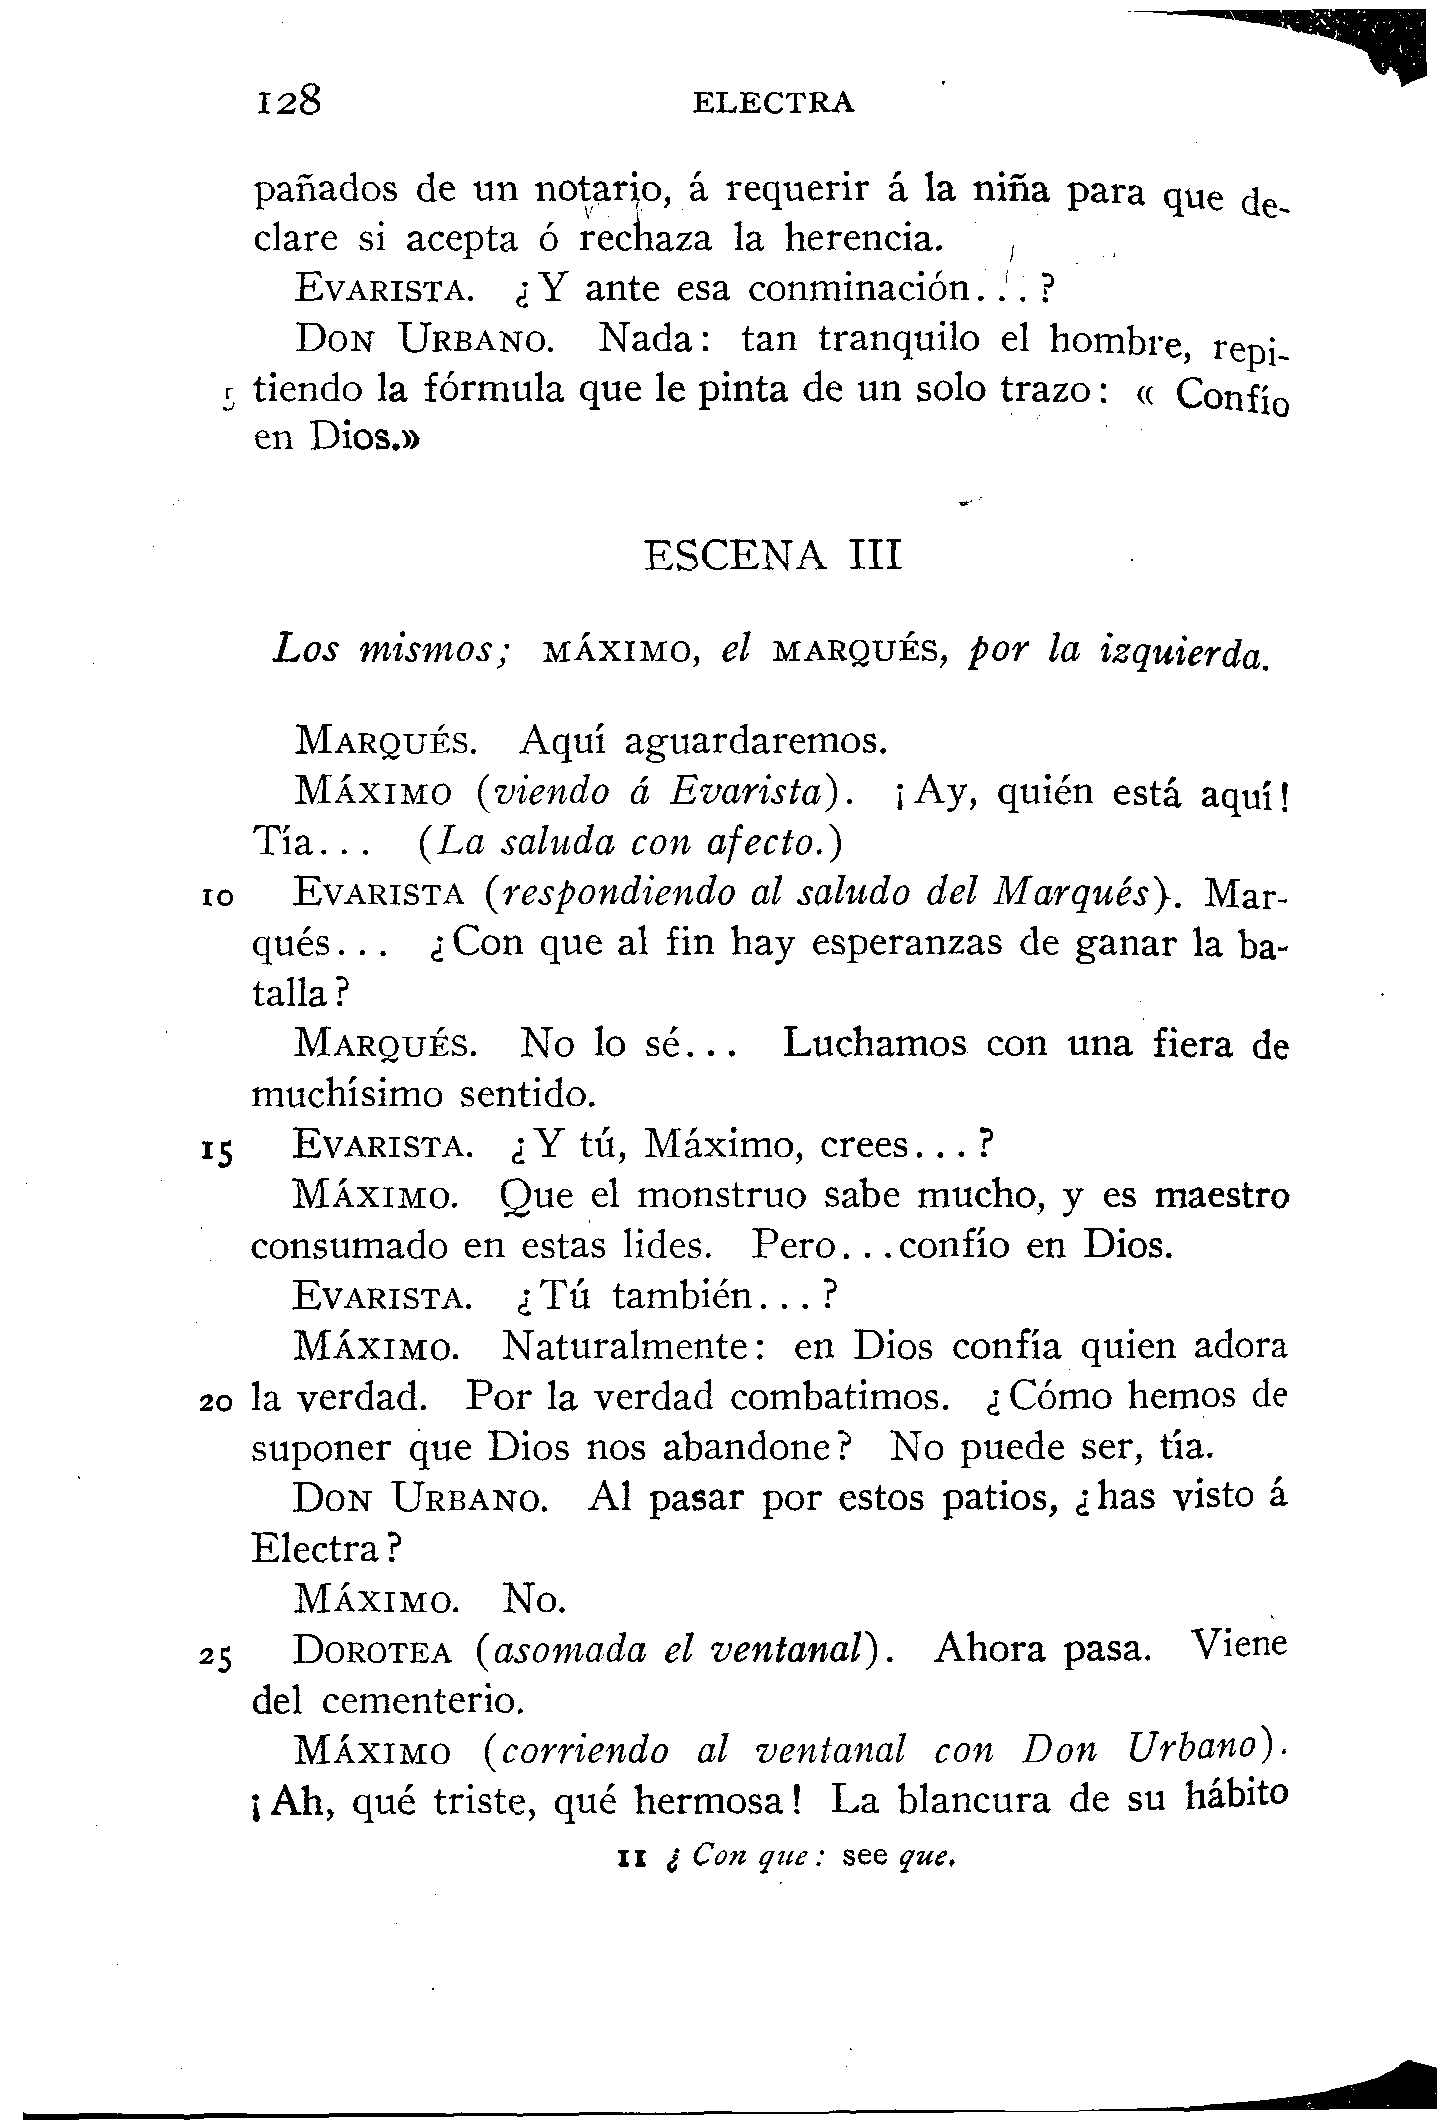 128 ELECTRA
pañados de un notario, á requerir á la niña para que de-
clare si acepta ó rechaza la herencia.
EVARISTA. ¿Y ante esa conminación...?
DON URBANO. Nada: tan tranquilo el hombre, repi-
5 tiendo la fórmula que le pinta de un solo trazo: « Confío
en Dios.»
ESCENA III
Los mismos; MÁXIMO, el MARQUÉS, por la izquierda.
MARQUÉS. Aquí aguardaremos.
MÁXIMO (viendo á Evarista). ¡Ay, quién está aquí!
Tía... (La saluda con afecto.)
10 EVARISTA (respondiendo al saludo del Marqués). Mar-
qués... ¿Con que al fin hay esperanzas de ganar la ba-
talla?
MARQUÉS. No lo sé... Luchamos con una fiera de
muchísimo sentido.
15 EVARISTA. ¿Y tú, Máximo, crees...?
MÁXIMO. Que el monstruo sabe mucho, y es maestro
consumado en estas lides. Pero...confío en Dios.
EVARISTA. ¿Tú también...?
MÁXIMO. Naturalmente: en Dios confía quien adora
20 la verdad. Por la verdad combatimos. ¿Cómo hemos de
suponer que Dios nos abandone? No puede ser, tía.
DON URBANO. Al pasar por estos patios, ¿has visto á
Electra?
MÁXIMO. No.
25 DOROTEA (asomada el ventanal). Ahora pasa. Viene
del cementerio.
MÁXIMO (corriendo al ventanal con Don Urbano).
¡Ah, qué triste, qué hermosa! La blancura de su hábito
11 ¿Con que: see que.